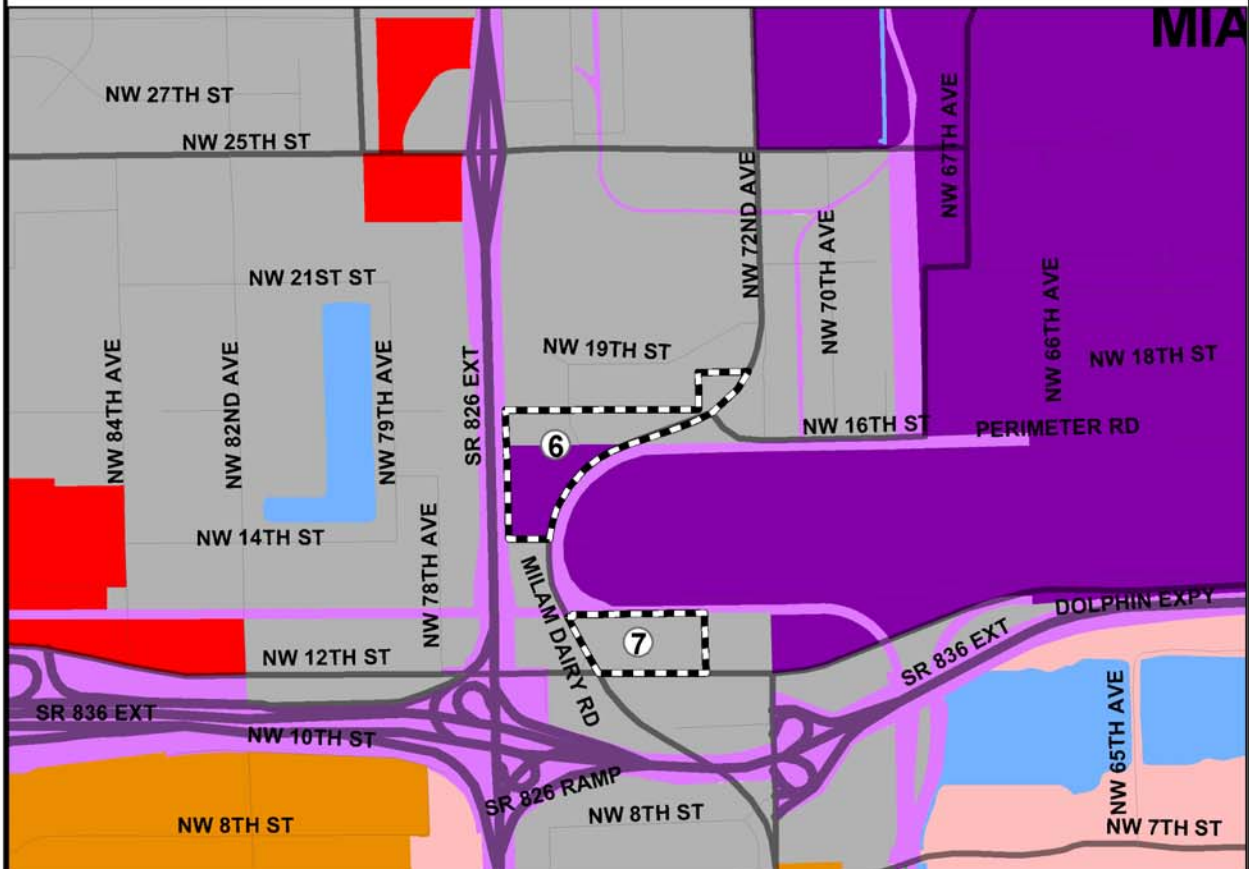 MIA
NW 27TH ST
NW 25TH ST
NW 67TH AVE
NW 72ND AVE
NW 70TH AVE
NW 21ST ST
NW 66TH AVE
NW 19TH ST
NW 18TH ST
NW 84TH AVE
NW 82ND AVE
NW 79TH AVE
SR 826 EXT
NW 16TH ST
PERIMETER RD
6
NW 14TH ST
NW 78TH AVE
MILAM DAIRY RD
DOLPHIN EXPY
7
NW 12TH ST
SR 836 EXT
SR 836 EXT
NW 10TH ST
NW 65TH AVE
SR 826 RAMP
NW 8TH ST
NW 8TH ST
NW 7TH ST